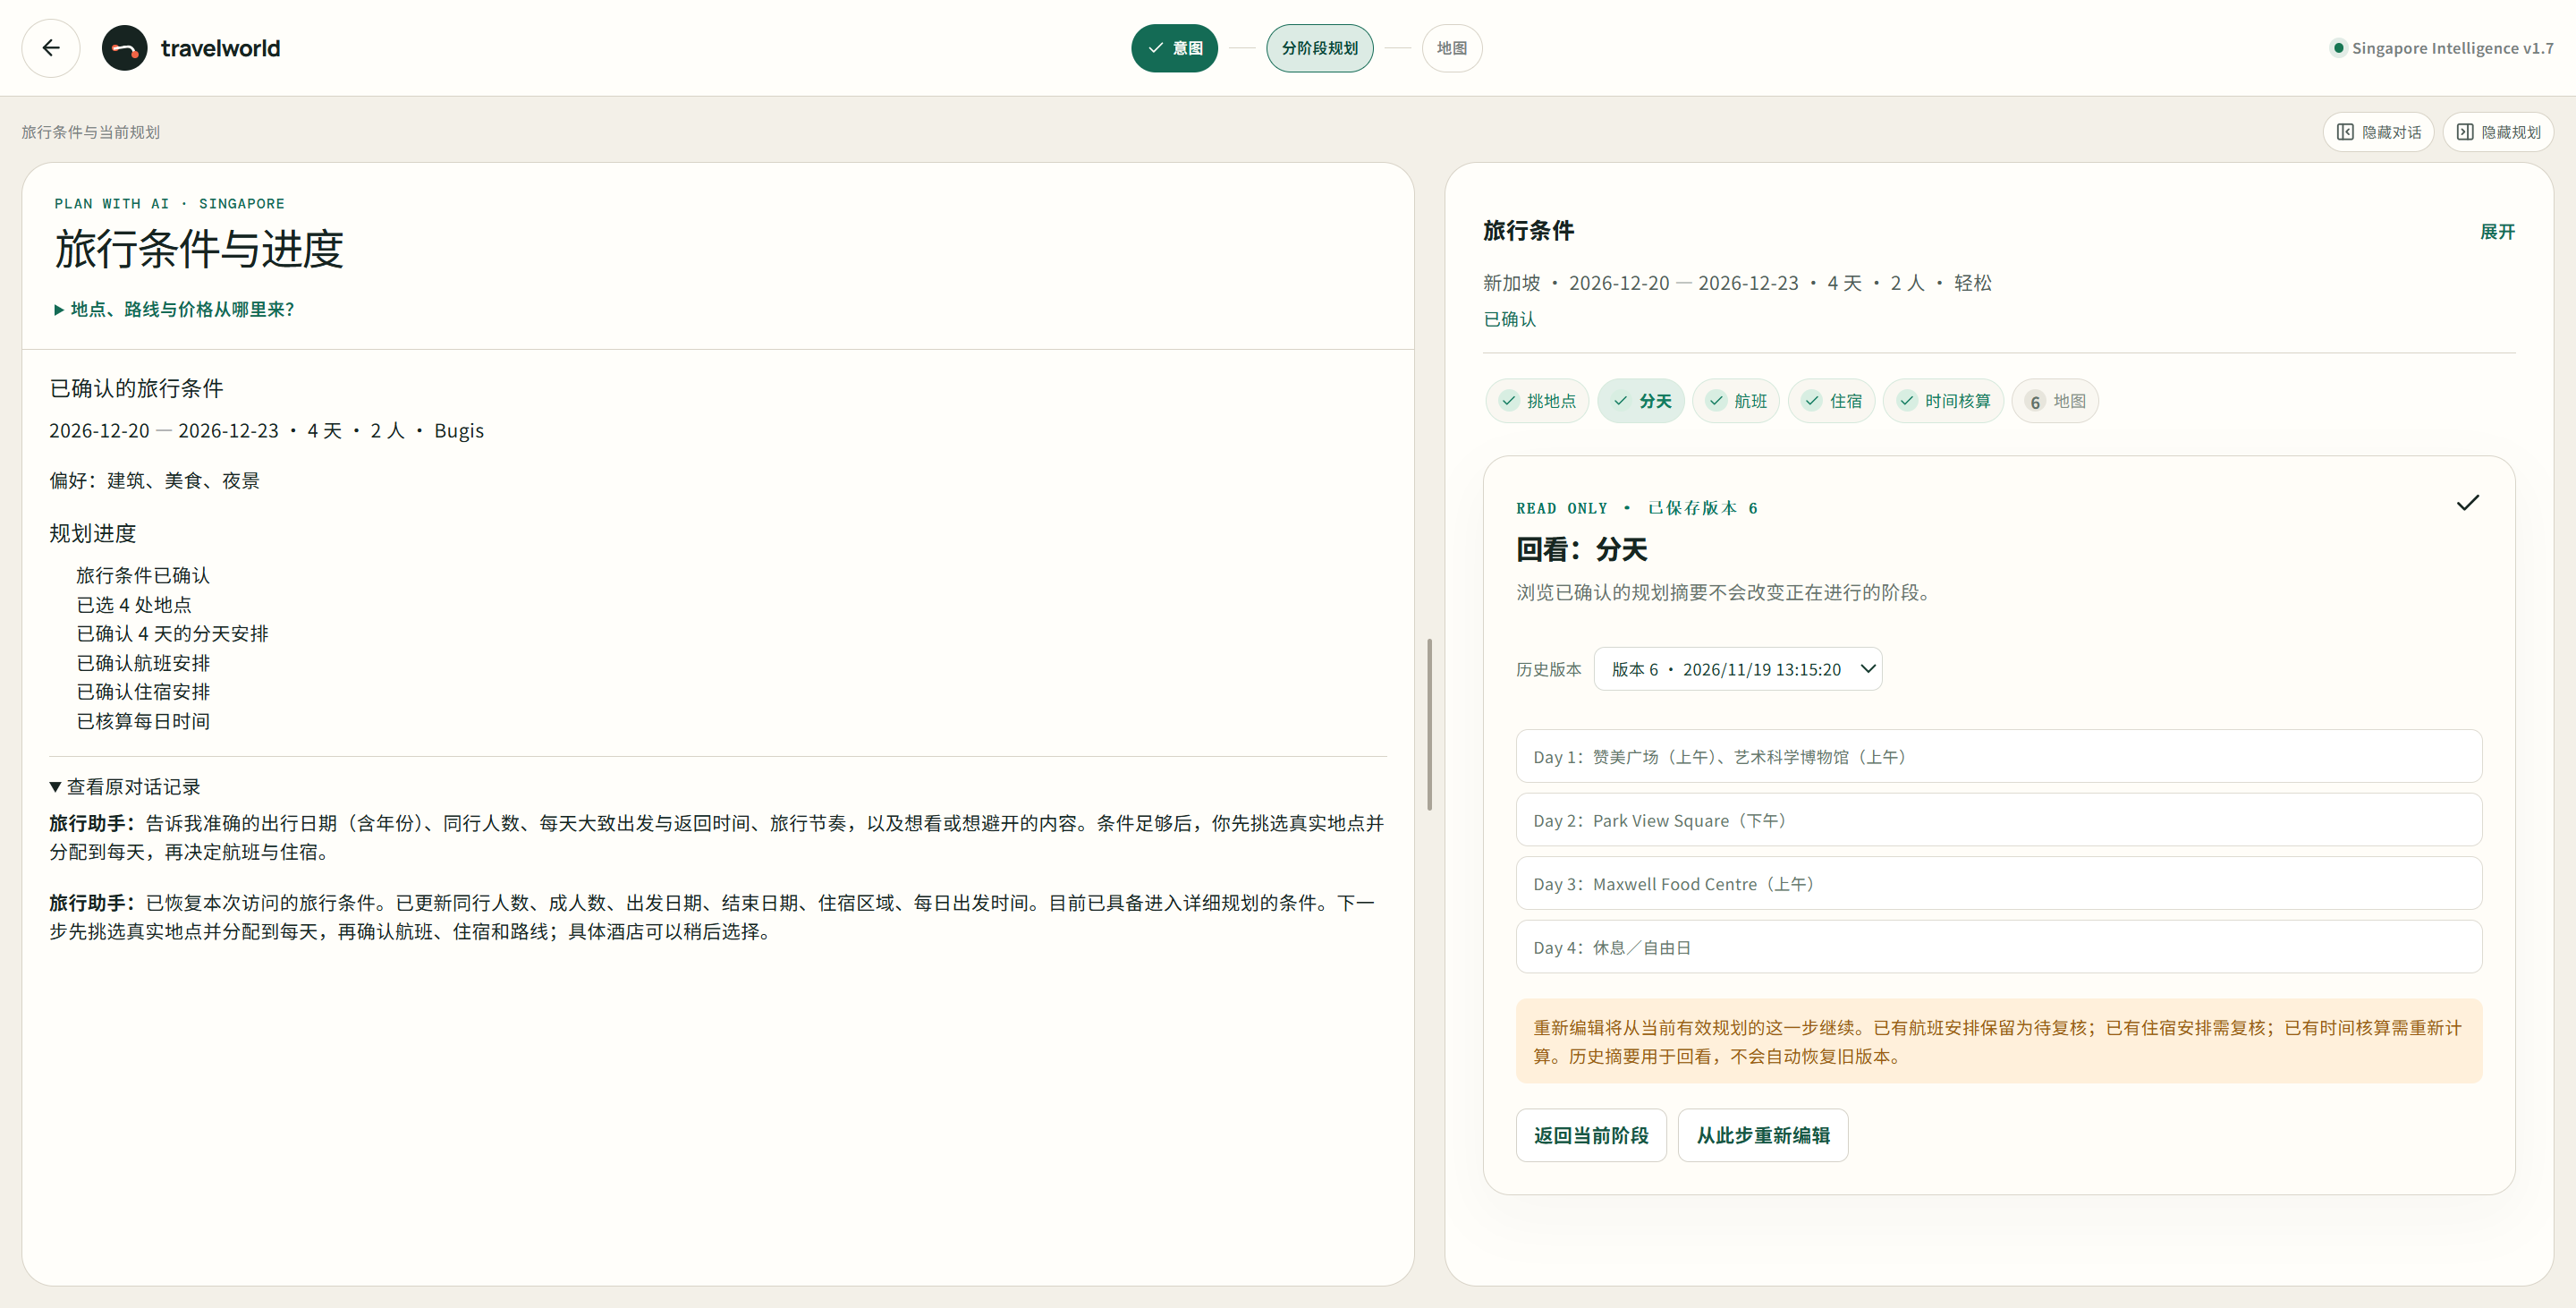 travelworld
意图
分阶段规划
地图
Singapore Intelligence v1.7
旅行条件与当前规划
隐藏对话
隐藏规划
PLAN WITH AI · SINGAPORE
旅行条件与进度
地点、路线与价格从哪里来？
已确认的旅行条件
2026-12-20 — 2026-12-23 · 4 天 · 2 人 · Bugis
偏好：建筑、美食、夜景
规划进度
旅行条件已确认
已选 4 处地点
已确认 4 天的分天安排
已确认航班安排
已确认住宿安排
已核算每日时间
查看原对话记录
旅行助手：告诉我准确的出行日期（含年份）、同行人数、每天大致出发与返回时间、旅行节奏，以及想看或想避开的内容。条件足够后，你先挑选真实地点并
分配到每天，再决定航班与住宿。
旅行助手：已恢复本次访问的旅行条件。已更新同行人数、成人数、出发日期、结束日期、住宿区域、每日出发时间。目前已具备进入详细规划的条件。下一
步先挑选真实地点并分配到每天，再确认航班、住宿和路线；具体酒店可以稍后选择。
旅行条件
展开
新加坡 · 2026-12-20 — 2026-12-23 · 4 天 · 2 人 · 轻松
已确认
挑地点
分天
航班
住宿
时间核算
6 地图
READ ONLY · 已保存版本 6
回看：分天
浏览已确认的规划摘要不会改变正在进行的阶段。
历史版本
版本 6 · 2026/11/19 13:15:20
Day 1：赞美广场（上午）、艺术科学博物馆（上午）
Day 2：Park View Square（下午）
Day 3：Maxwell Food Centre（上午）
Day 4：休息／自由日
重新编辑将从当前有效规划的这一步继续。已有航班安排保留为待复核；已有住宿安排需复核；已有时间核算需重新计
算。历史摘要用于回看，不会自动恢复旧版本。
返回当前阶段
从此步重新编辑